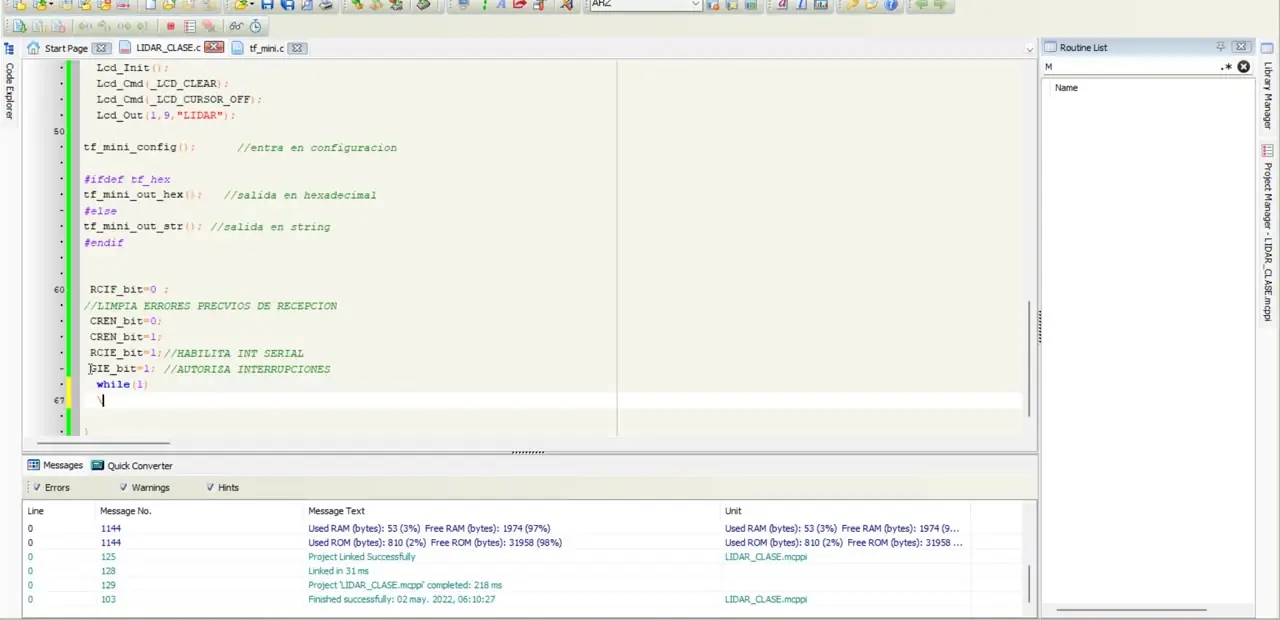 ARZ
Start Page
LIDAR_CLASE.c
tf_mini.c
Routine List
Code Explorer
M
.*
Name
Library Manager
Project Manager - LIDAR_CLASE.mcppi
Lcd_Init();
Lcd_Cmd(_LCD_CLEAR);
Lcd_Cmd(_LCD_CURSOR_OFF);
Lcd_Out(1,9,"LIDAR");
50
tf_mini_config(); //entra en configuracion
#ifdef tf_hex
tf_mini_out_hex(); //salida en hexadecimal
#else
tf_mini_out_str(); //salida en string
#endif
60 RCIF_bit=0 ;
//LIMPIA ERRORES PRECVIOS DE RECEPCION
CREN_bit=0;
CREN_bit=1;
RCIE_bit=1;//HABILITA INT SERIAL
GIE_bit=1; //AUTORIZA INTERRUPCIONES
while(1)
67 \
}
Messages Quick Converter
Errors Warnings Hints
Line Message No. Message Text Unit
0 1144 Used RAM (bytes): 53 (3%) Free RAM (bytes): 1974 (97%) Used RAM (bytes): 53 (3%) Free RAM (bytes): 1974 (9...
0 1144 Used ROM (bytes): 810 (2%) Free ROM (bytes): 31958 (98%) Used ROM (bytes): 810 (2%) Free ROM (bytes): 31958 ...
0 125 Project Linked Successfully LIDAR_CLASE.mcppi
0 128 Linked in 31 ms
0 129 Project 'LIDAR_CLASE.mcppi' completed: 218 ms
0 103 Finished successfully: 02 may. 2022, 06:10:27 LIDAR_CLASE.mcppi